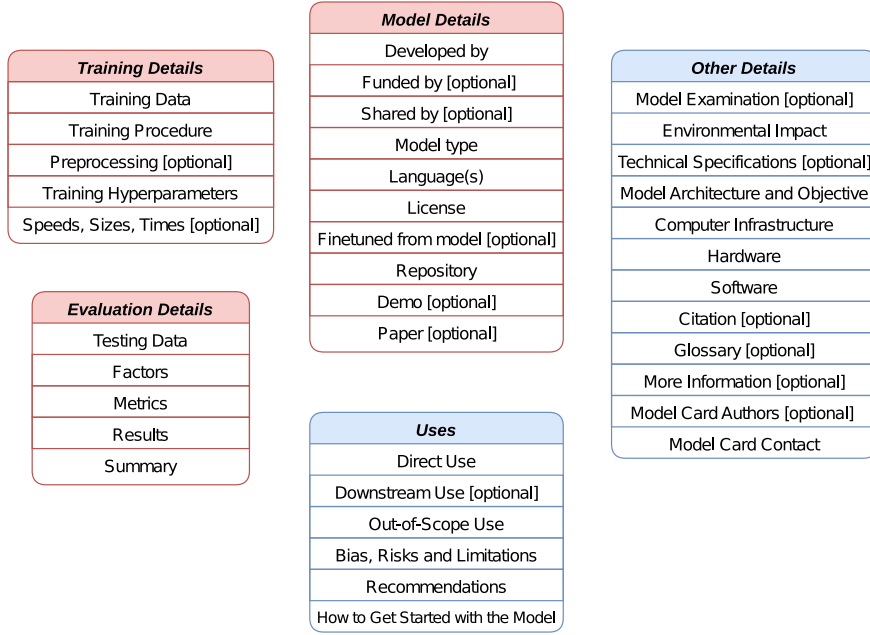 Training Details
Training Data
Training Procedure
Preprocessing [optional]
Training Hyperparameters
Speeds, Sizes, Times [optional]
Evaluation Details
Testing Data
Factors
Metrics
Results
Summary
Model Details
Developed by
Funded by [optional]
Shared by [optional]
Model type
Language(s)
License
Finetuned from model [optional]
Repository
Demo [optional]
Paper [optional]
Uses
Direct Use
Downstream Use [optional]
Out-of-Scope Use
Bias, Risks and Limitations
Recommendations
How to Get Started with the Model
Other Details
Model Examination [optional]
Environmental Impact
Technical Specifications [optional]
Model Architecture and Objective
Computer Infrastructure
Hardware
Software
Citation [optional]
Glossary [optional]
More Information [optional]
Model Card Authors [optional]
Model Card Contact